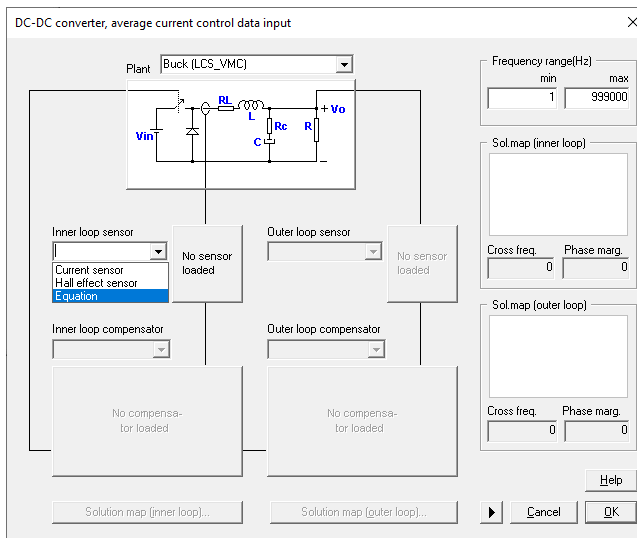 DC-DC converter, average current control data input
Plant
Buck (LCS_VMC)
RL
L
+ Vo
Rc
R
C
Vin
−
Frequency range(Hz)
min
max
1
999000
Sol.map (inner loop)
Cross freq.
Phase marg.
0
0
Inner loop sensor
Current sensor
Hall effect sensor
Equation
No sensor
loaded
Outer loop sensor
No sensor
loaded
Sol.map (outer loop)
Cross freq.
Phase marg.
0
0
Inner loop compensator
No compensa-
tor loaded
Outer loop compensator
No compensa-
tor loaded
Solution map (inner loop)...
Solution map (outer loop)...
Help
Cancel
OK